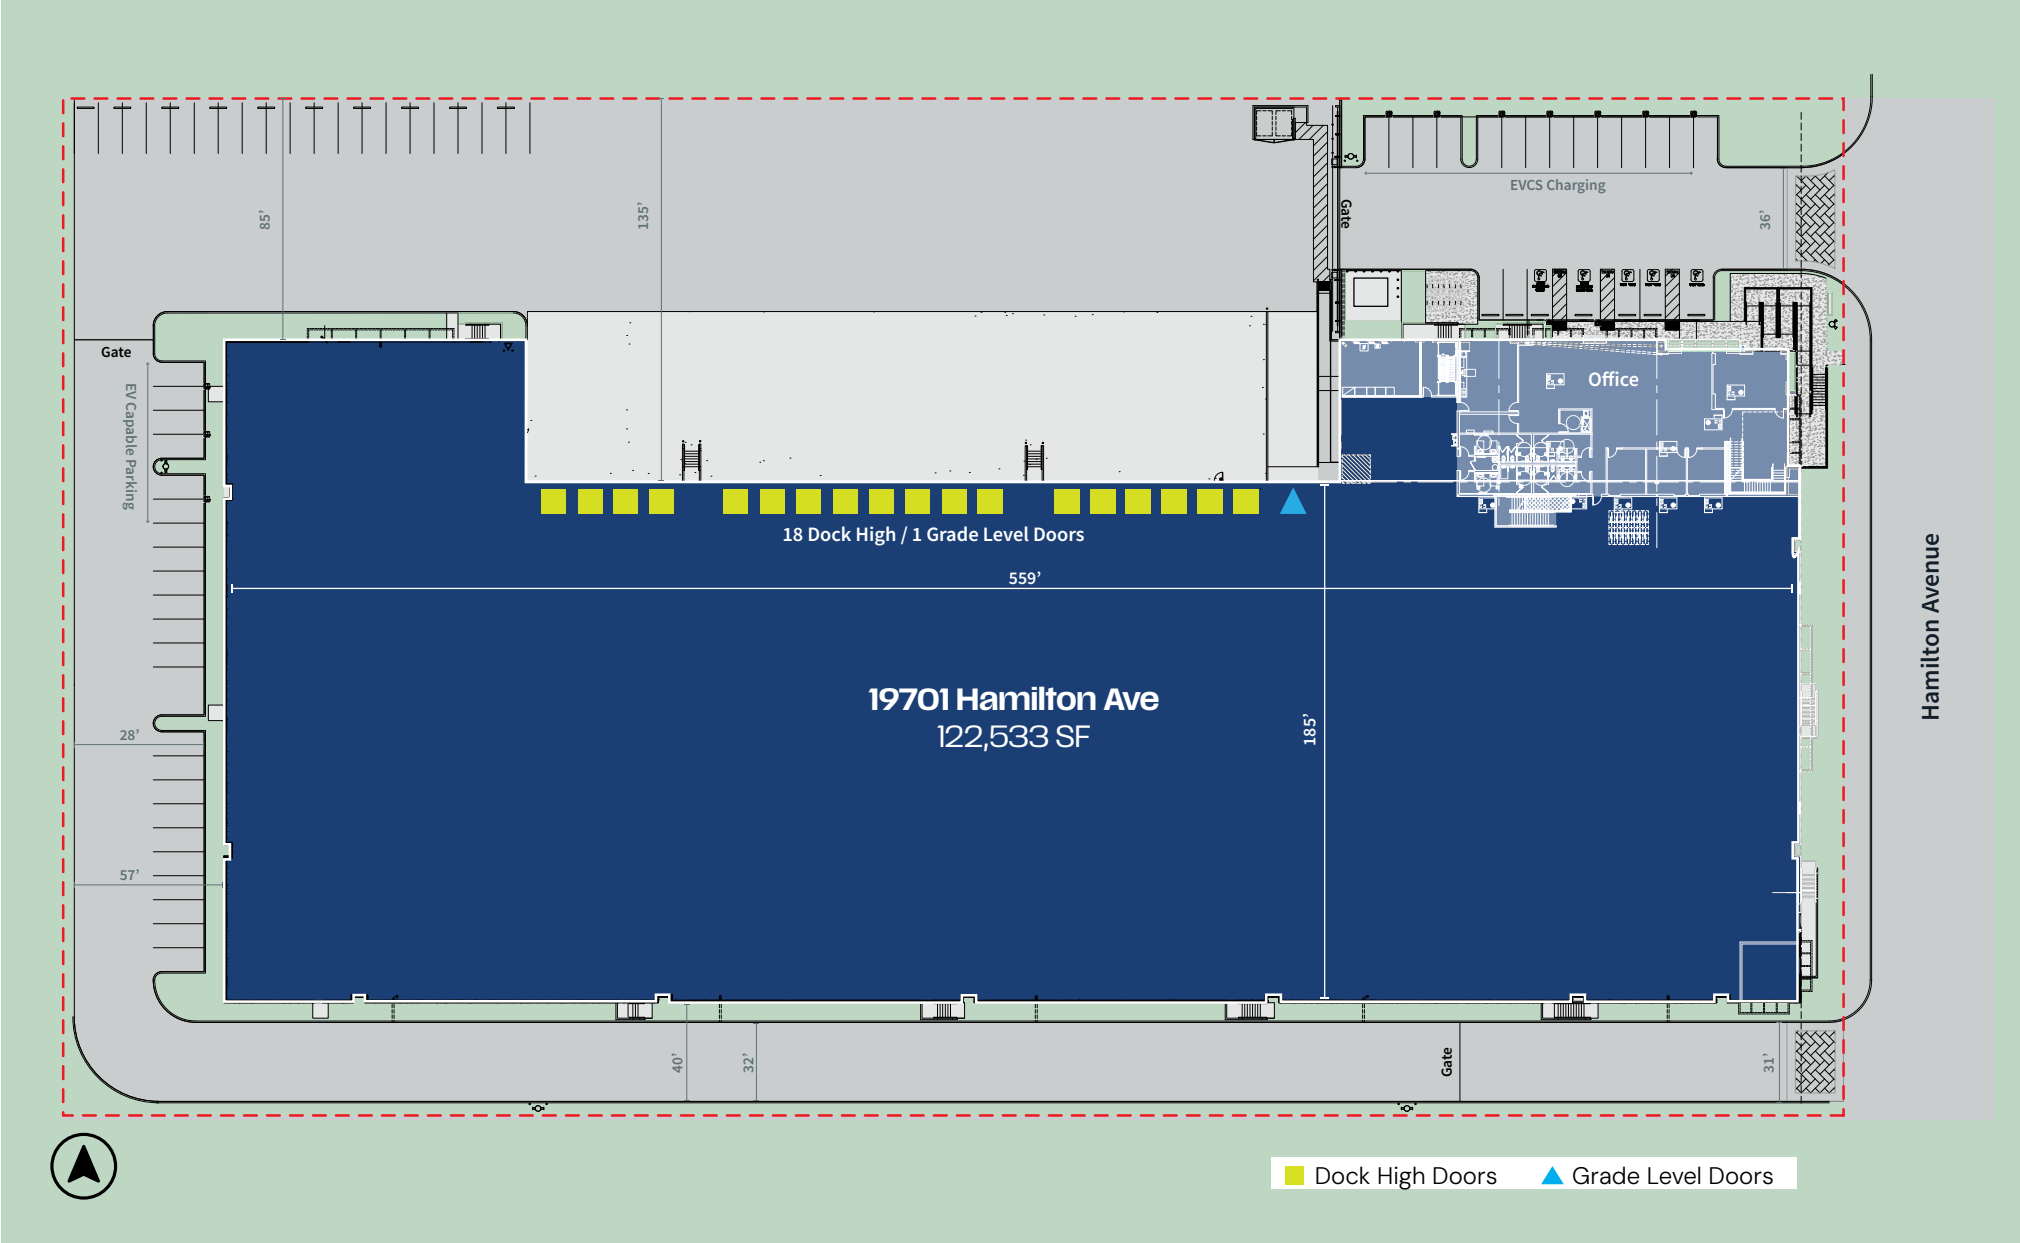 EVCS Charging
85’
135’
Gate
36’
Gate
EV Capable Parking
Office
18 Dock High / 1 Grade Level Doors
559’
19701 Hamilton Ave
122,533 SF
185’
Hamilton Avenue
28’
57’
40’
32’
Gate
31’
Dock High Doors
Grade Level Doors